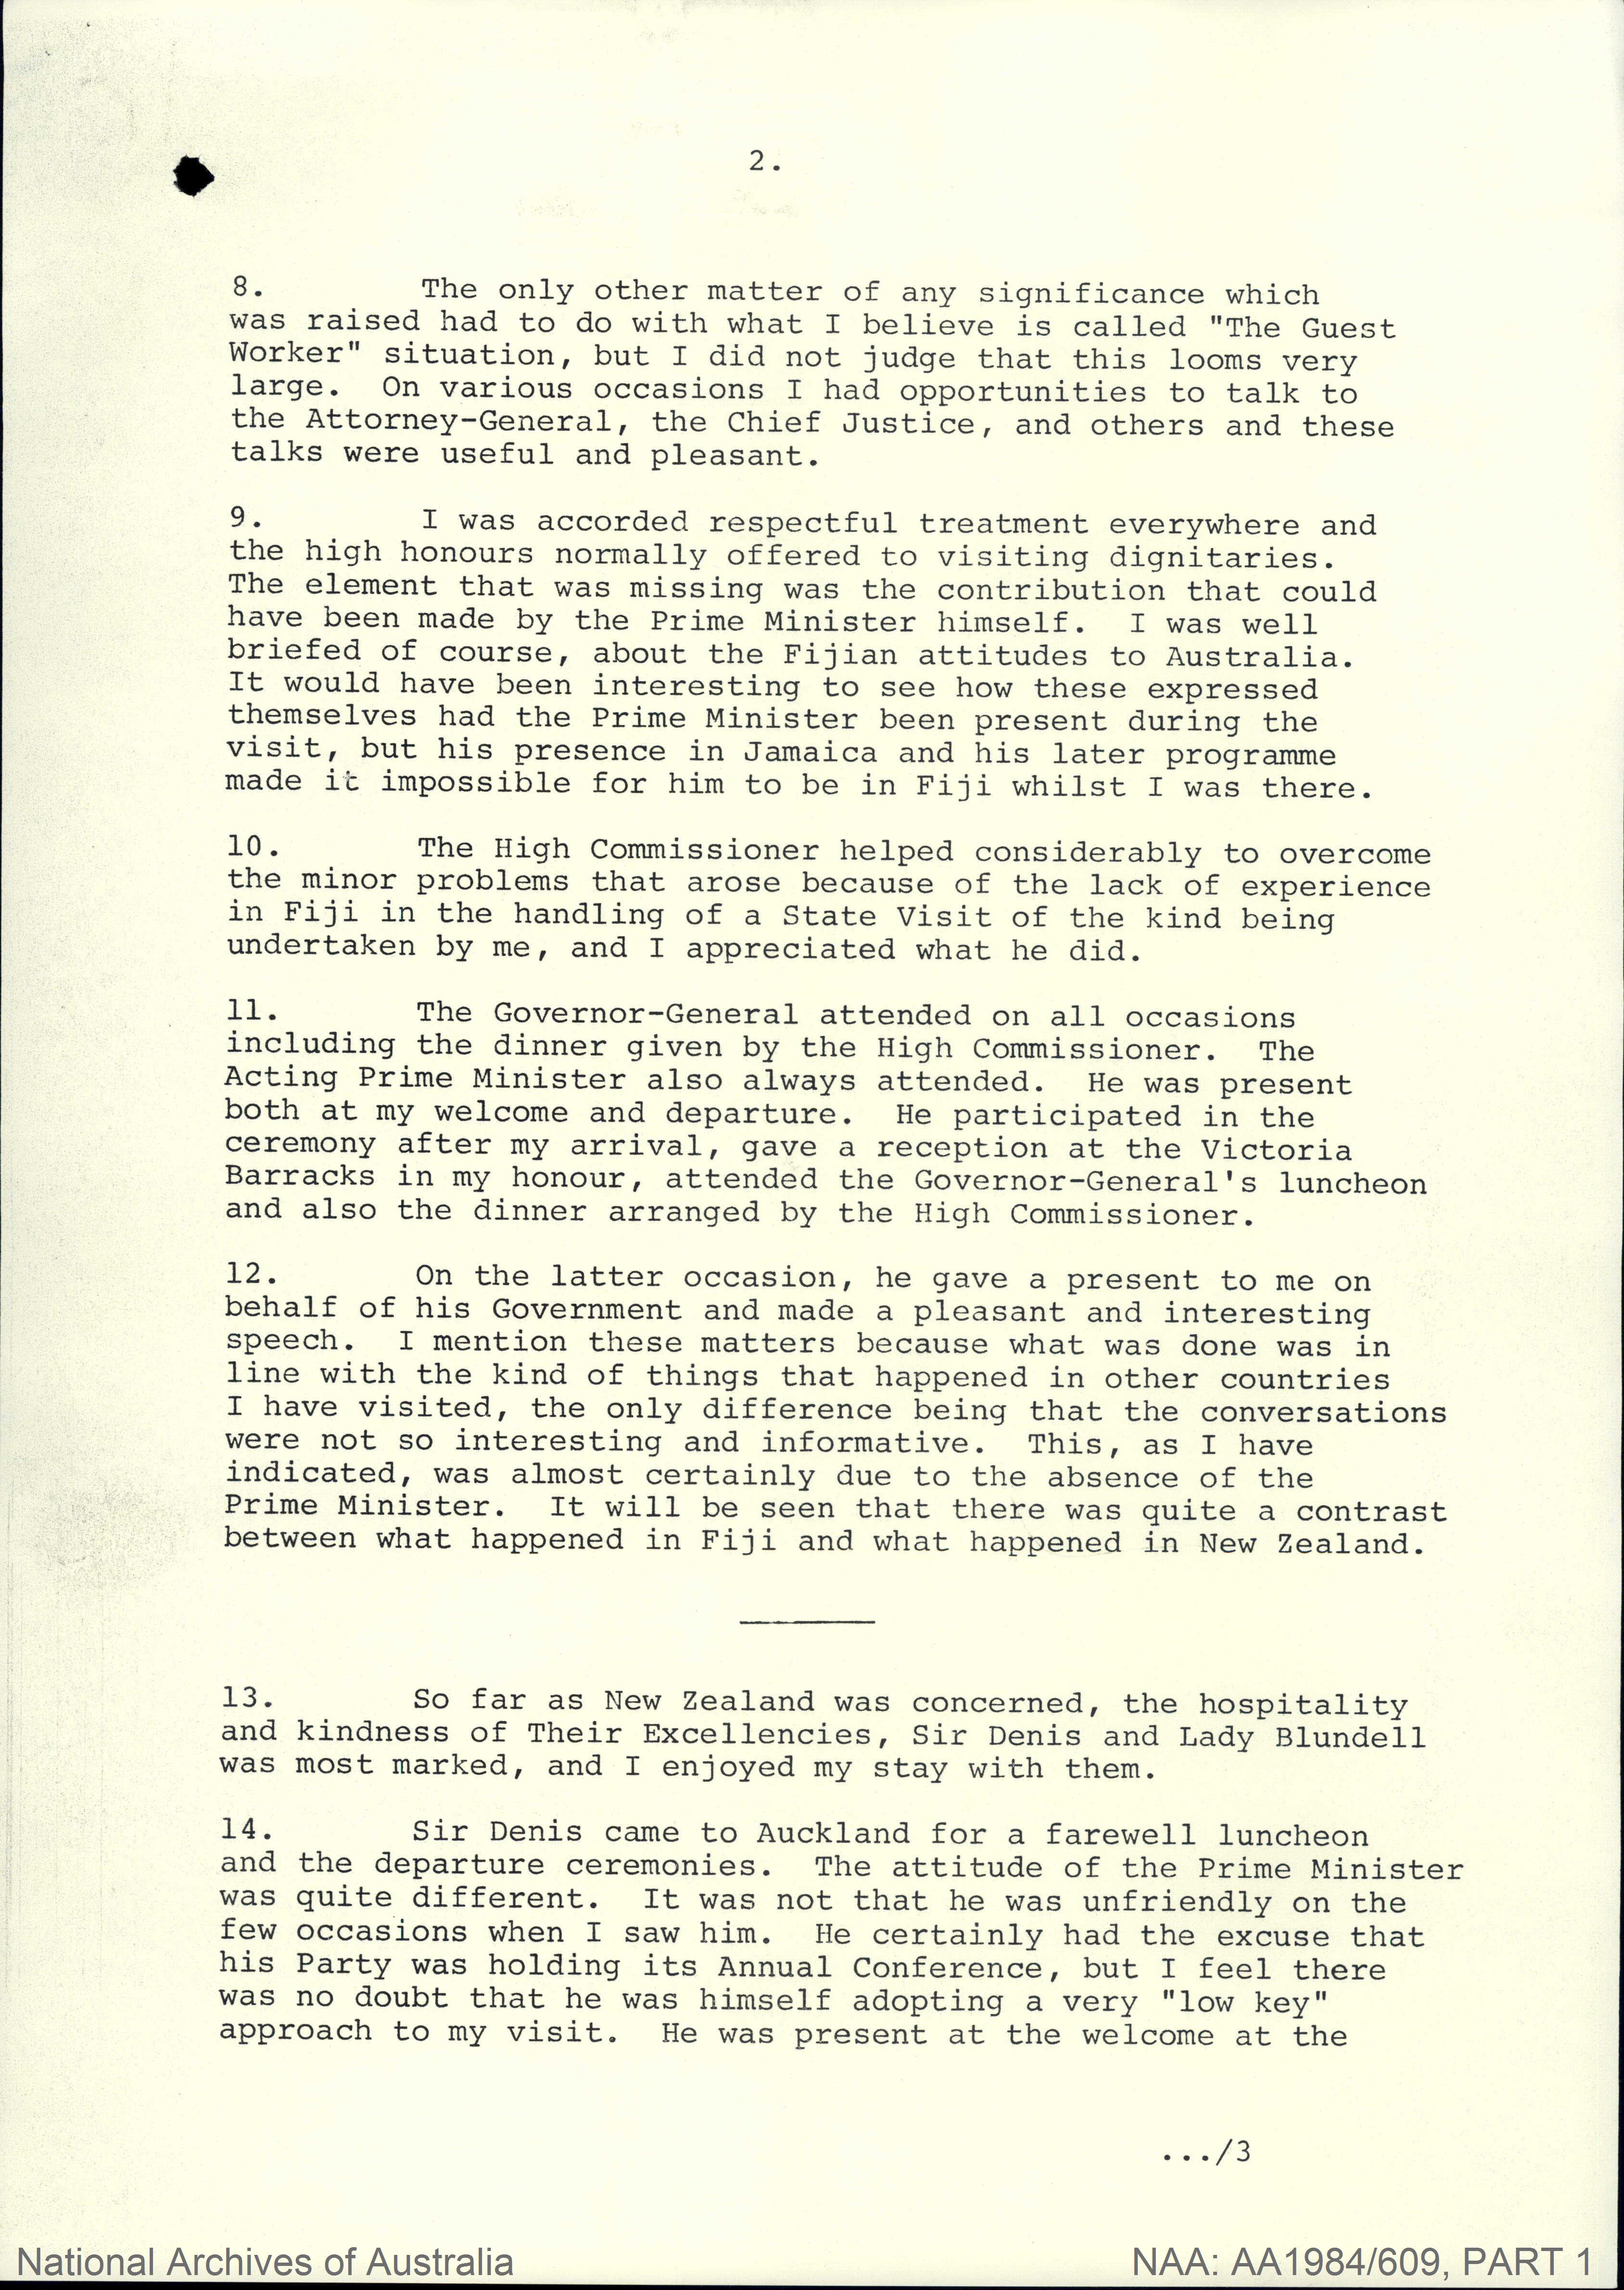 2.
8. The only other matter of any significance which
was raised had to do with what I believe is called "The Guest
Worker" situation, but I did not judge that this looms very
large. On various occasions I had opportunities to talk to
the Attorney-General, the Chief Justice, and others and these
talks were useful and pleasant.
9. I was accorded respectful treatment everywhere and
the high honours normally offered to visiting dignitaries.
The element that was missing was the contribution that could
have been made by the Prime Minister himself. I was well
briefed of course, about the Fijian attitudes to Australia.
It would have been interesting to see how these expressed
themselves had the Prime Minister been present during the
visit, but his presence in Jamaica and his later programme
made it impossible for him to be in Fiji whilst I was there.
10. The High Commissioner helped considerably to overcome
the minor problems that arose because of the lack of experience
in Fiji in the handling of a State Visit of the kind being
undertaken by me, and I appreciated what he did.
11. The Governor-General attended on all occasions
including the dinner given by the High Commissioner. The
Acting Prime Minister also always attended. He was present
both at my welcome and departure. He participated in the
ceremony after my arrival, gave a reception at the Victoria
Barracks in my honour, attended the Governor-General's luncheon
and also the dinner arranged by the High Commissioner.
12. On the latter occasion, he gave a present to me on
behalf of his Government and made a pleasant and interesting
speech. I mention these matters because what was done was in
line with the kind of things that happened in other countries
I have visited, the only difference being that the conversations
were not so interesting and informative. This, as I have
indicated, was almost certainly due to the absence of the
Prime Minister. It will be seen that there was quite a contrast
between what happened in Fiji and what happened in New Zealand.
13. So far as New Zealand was concerned, the hospitality
and kindness of Their Excellencies, Sir Denis and Lady Blundell
was most marked, and I enjoyed my stay with them.
14. Sir Denis came to Auckland for a farewell luncheon
and the departure ceremonies. The attitude of the Prime Minister
was quite different. It was not that he was unfriendly on the
few occasions when I saw him. He certainly had the excuse that
his Party was holding its Annual Conference, but I feel there
was no doubt that he was himself adopting a very "low key"
approach to my visit. He was present at the welcome at the
.../3
National Archives of Australia
NAA: AA1984/609, PART 1